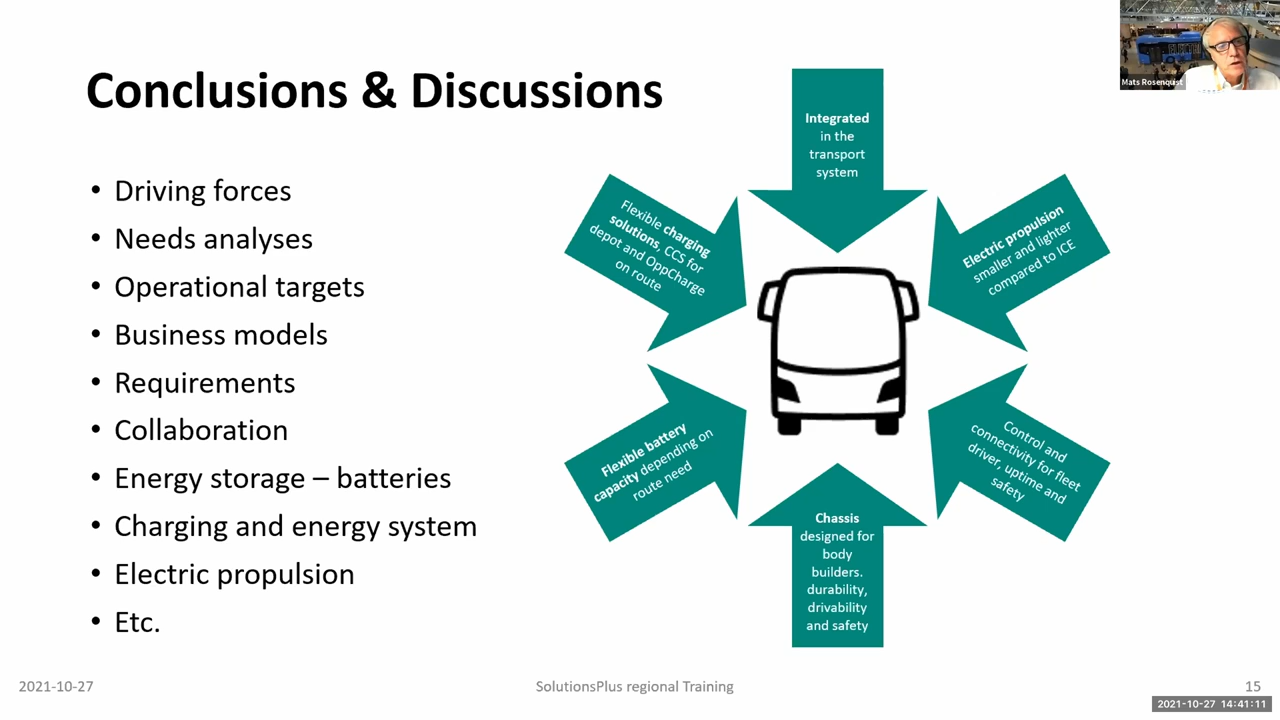 Conclusions & Discussions
• Driving forces
• Needs analyses
• Operational targets
• Business models
• Requirements
• Collaboration
• Energy storage – batteries
• Charging and energy system
• Electric propulsion
• Etc.
Integrated
in the
transport
system
Flexible charging
solutions, CCS for
depot and OppCharge
on route
Electric propulsion
smaller and lighter
compared to ICE
Flexible battery
capacity depending on
route need
Control and
connectivity for fleet
driver, uptime and
safety
Chassis
designed for
body
builders.
durability,
drivability
and safety
Mats Rosenquist
2021-10-27
SolutionsPlus regional Training
15
2021-10-27 14:41:11